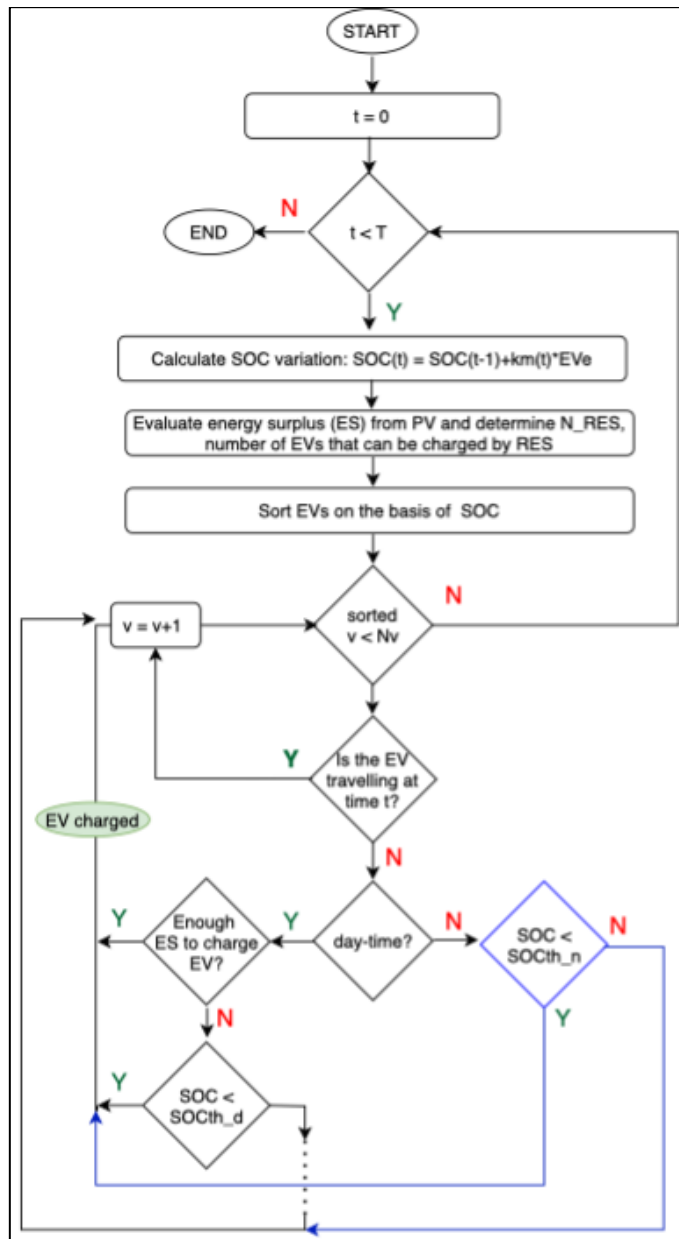 START
t = 0
N
END
t < T
Y
Calculate SOC variation: SOC(t) = SOC(t-1)+km(t)*EVe
Evaluate energy surplus (ES) from PV and determine N_RES,
number of EVs that can be charged by RES
Sort EVs on the basis of SOC
N
v = v+1
sorted
v < Nv
Y
Is the EV
travelling at
time t?
EV charged
N
Y
Enough
ES to charge
EV?
Y
day-time?
N
SOC <
SOCth_n
N
N
Y
Y
SOC <
SOCth_d